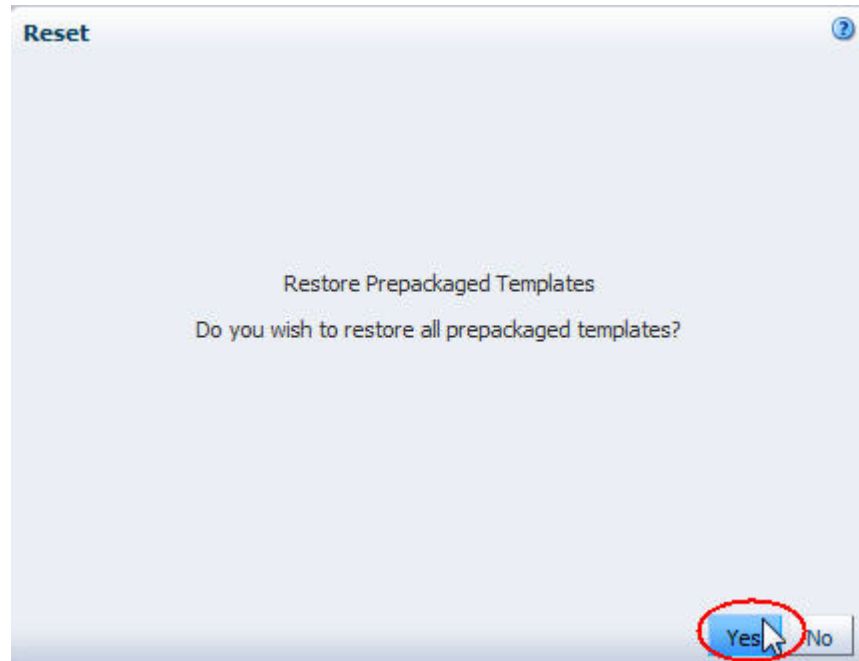 Reset
?
Restore Prepackaged Templates
Do you wish to restore all prepackaged templates?
Yes No